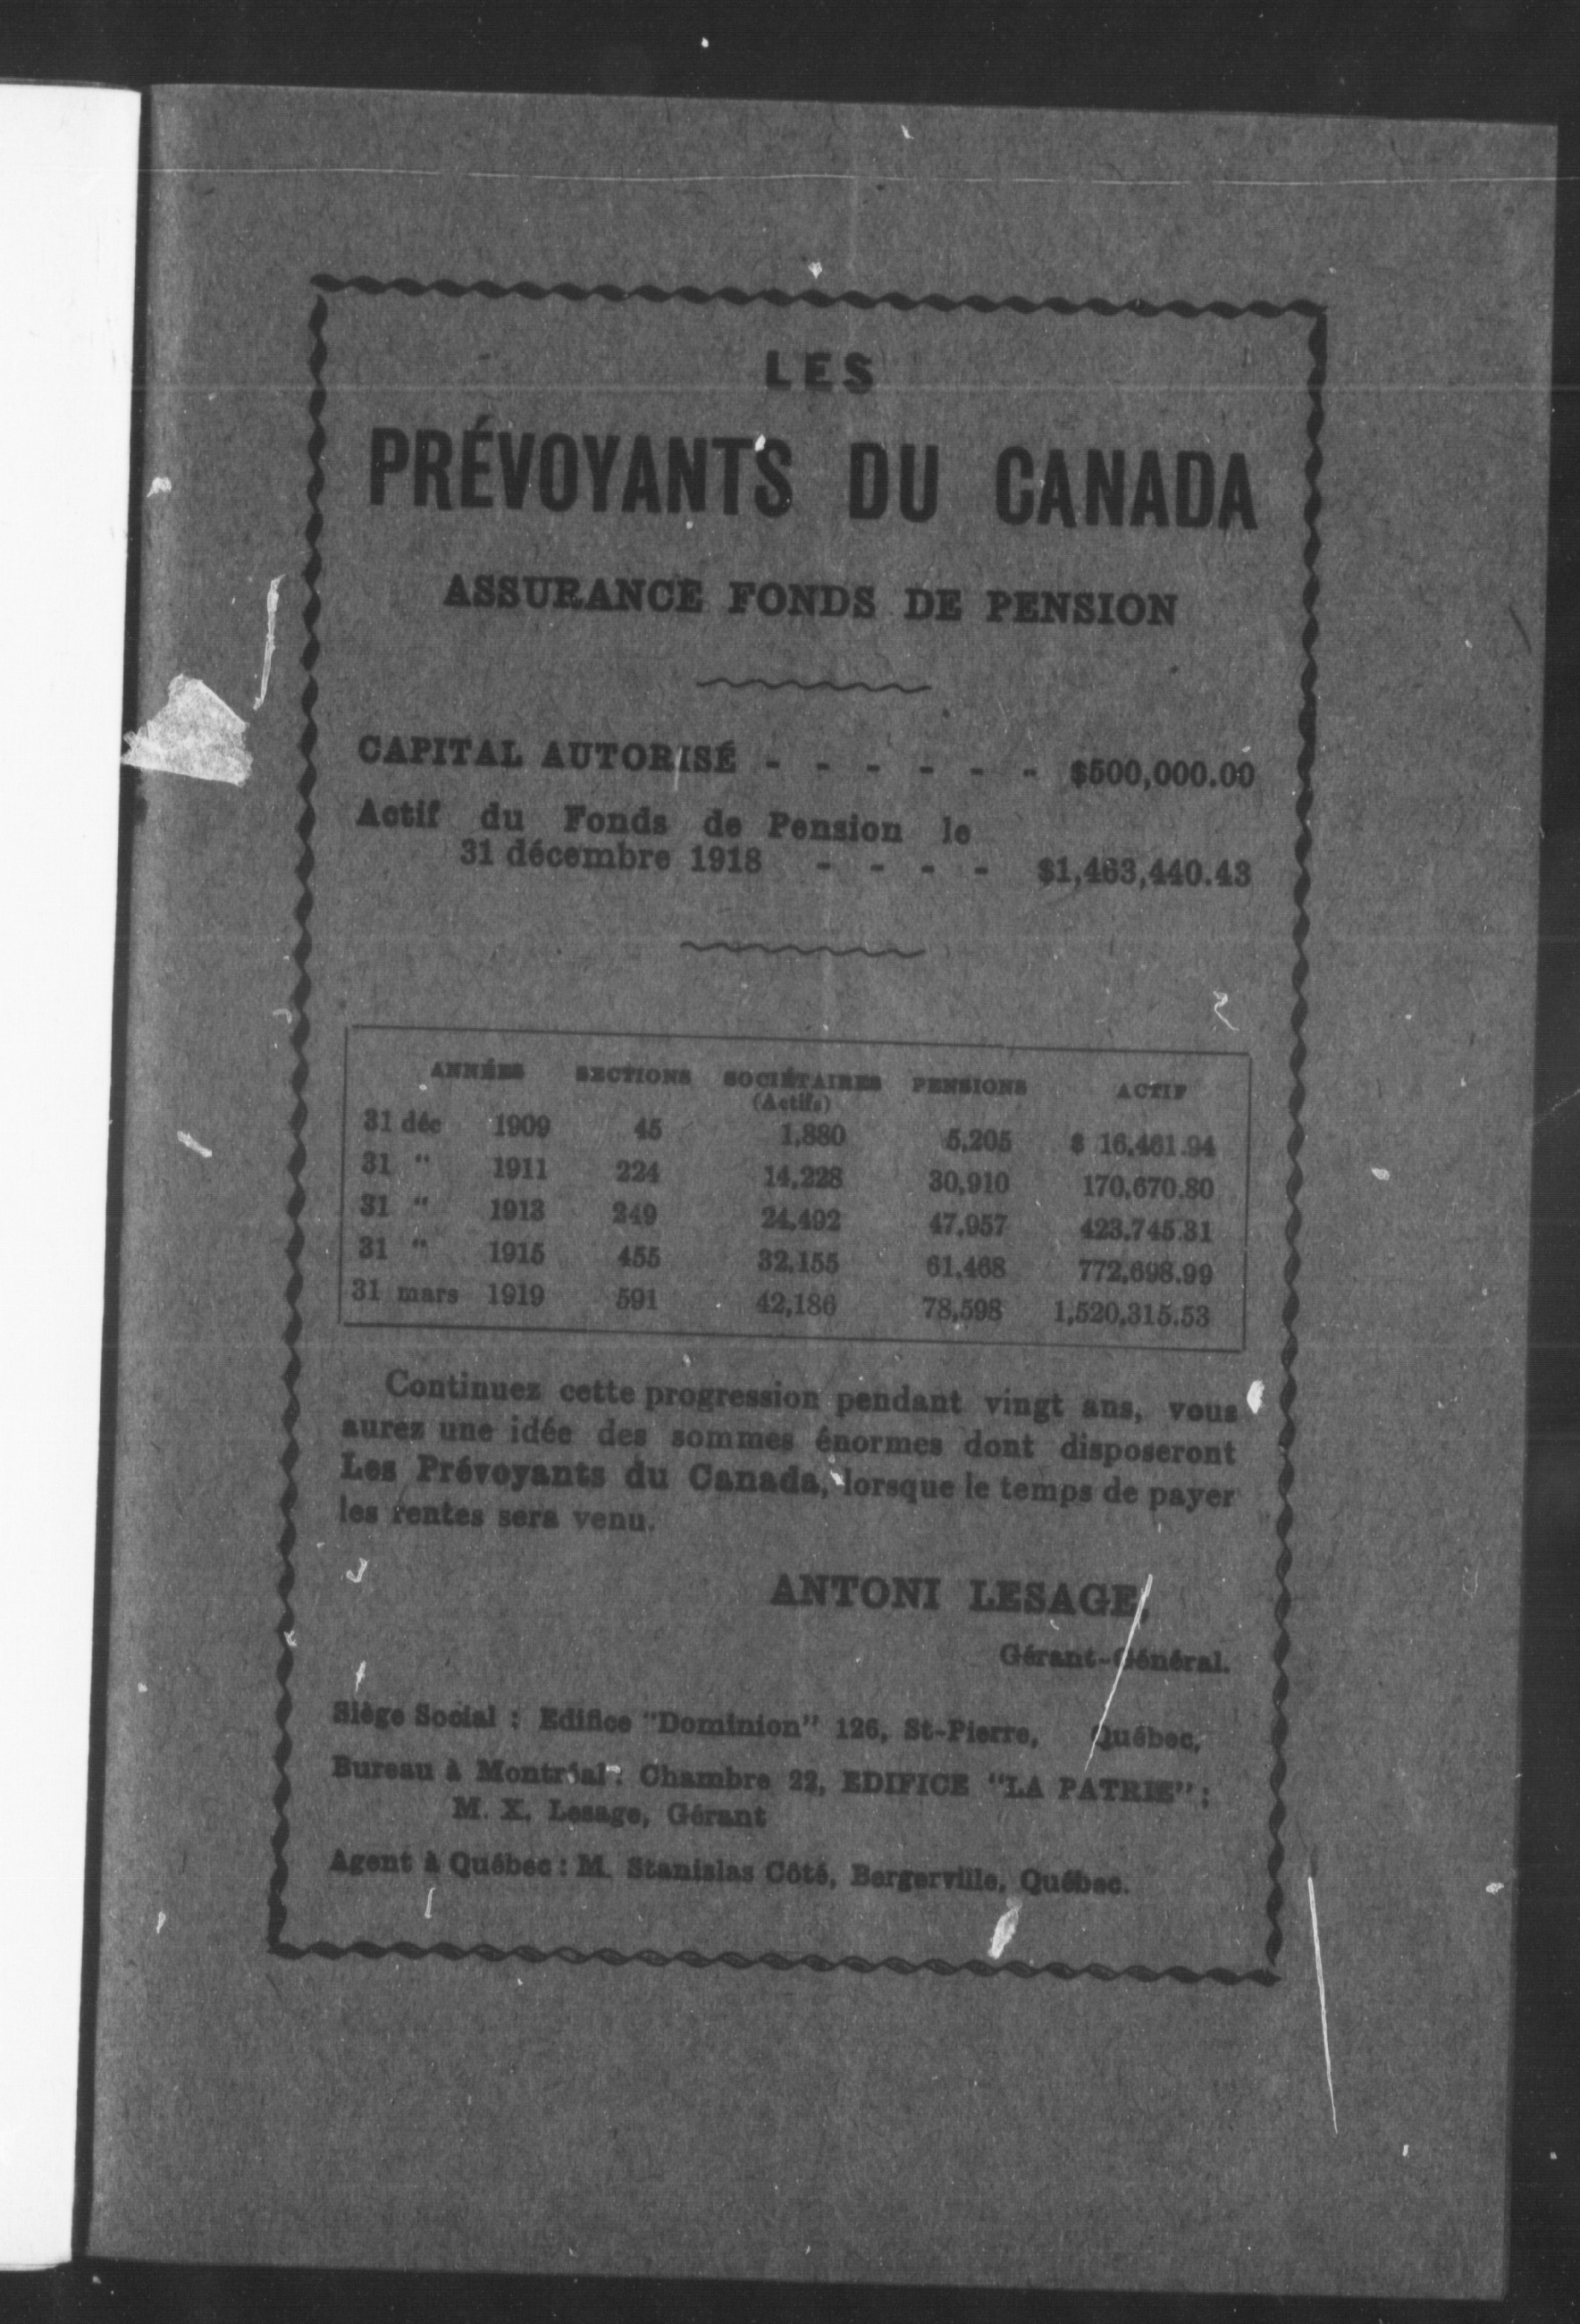 LES
PRÉVOYANTS DU CANADA
ASSURANCE FONDS DE PENSION
CAPITAL AUTORISÉ - - - - - - $500,000.00
Actif du Fonds de Pension le
31 décembre 1918 - - - - $1,463,440.43
ANNÉES SECTIONS SOCIÉTAIRES PENSIONS ACTIF
(Actifs)
31 déc 1909 45 1,880 5,205 $ 16,461.94
31 " 1911 224 14,228 30,910 170,670.80
31 " 1913 349 24,492 47,957 423,745.31
31 " 1915 455 32,155 61,468 772,698.99
31 mars 1919 591 42,186 78,598 1,520,315.53
Continuez cette progression pendant vingt ans, vous
aurez une idée des sommes énormes dont disposeront
Les Prévoyants du Canada, lorsque le temps de payer
les rentes sera venu.
ANTONI LESAGE,
Gérant-Général.
Siège Social : Edifice "Dominion" 126, St-Pierre, Québec,
Bureau à Montréal : Chambre 22, EDIFICE "LA PATRIE" ;
M. X. Lesage, Gérant
Agent à Québec : M. Stanislas Côté, Bergerville, Québec.